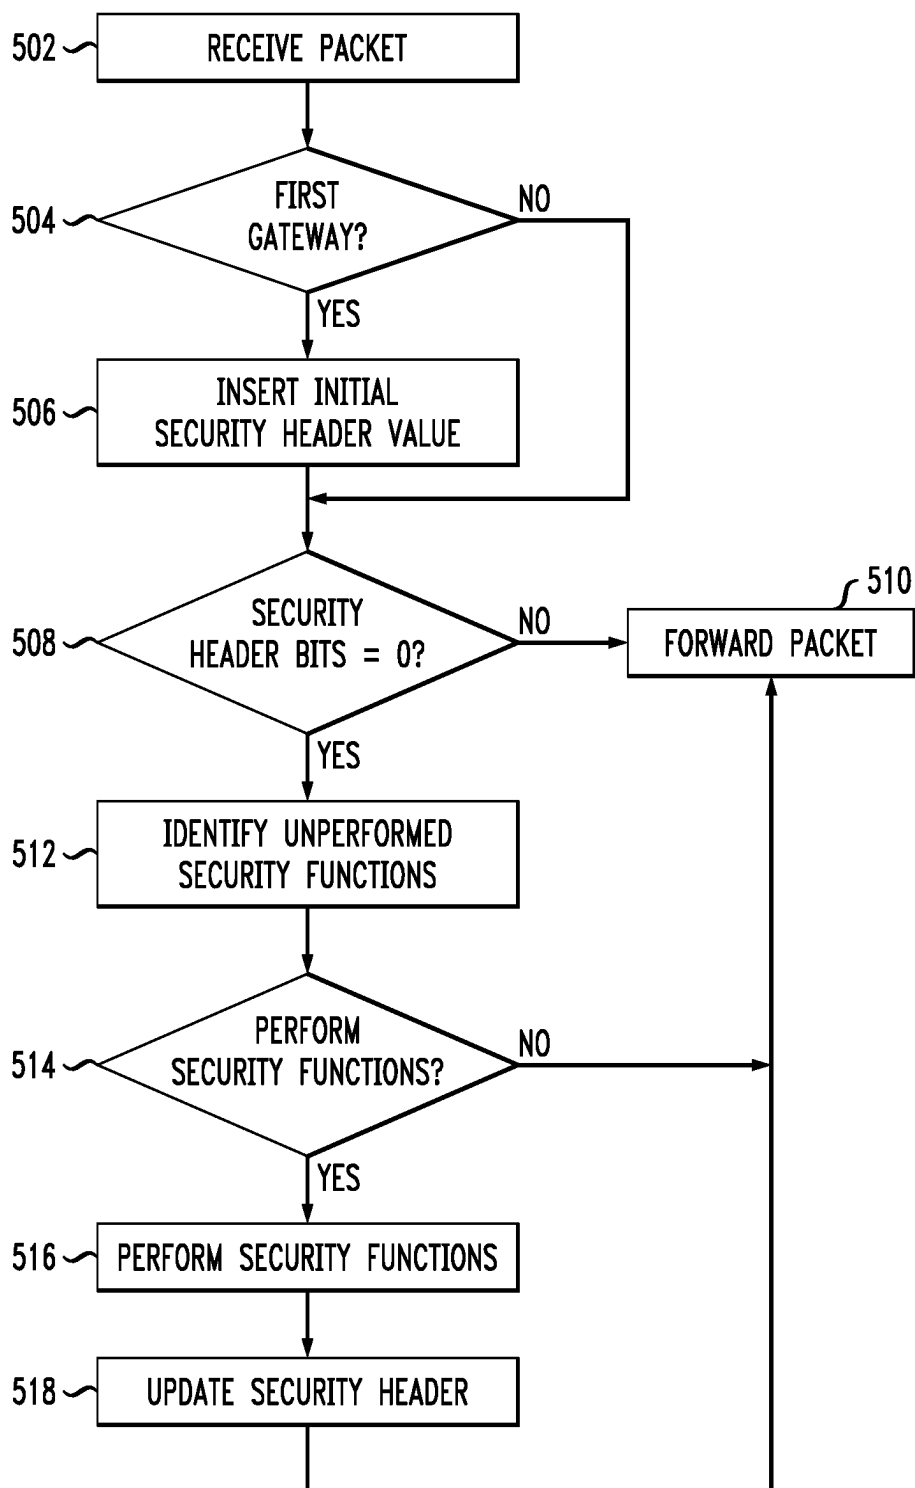 502
RECEIVE PACKET
504
FIRST
GATEWAY?
NO
YES
506
INSERT INITIAL
SECURITY HEADER VALUE
508
SECURITY
HEADER BITS = 0?
NO
510
FORWARD PACKET
YES
512
IDENTIFY UNPERFORMED
SECURITY FUNCTIONS
514
PERFORM
SECURITY FUNCTIONS?
NO
YES
516
PERFORM SECURITY FUNCTIONS
518
UPDATE SECURITY HEADER